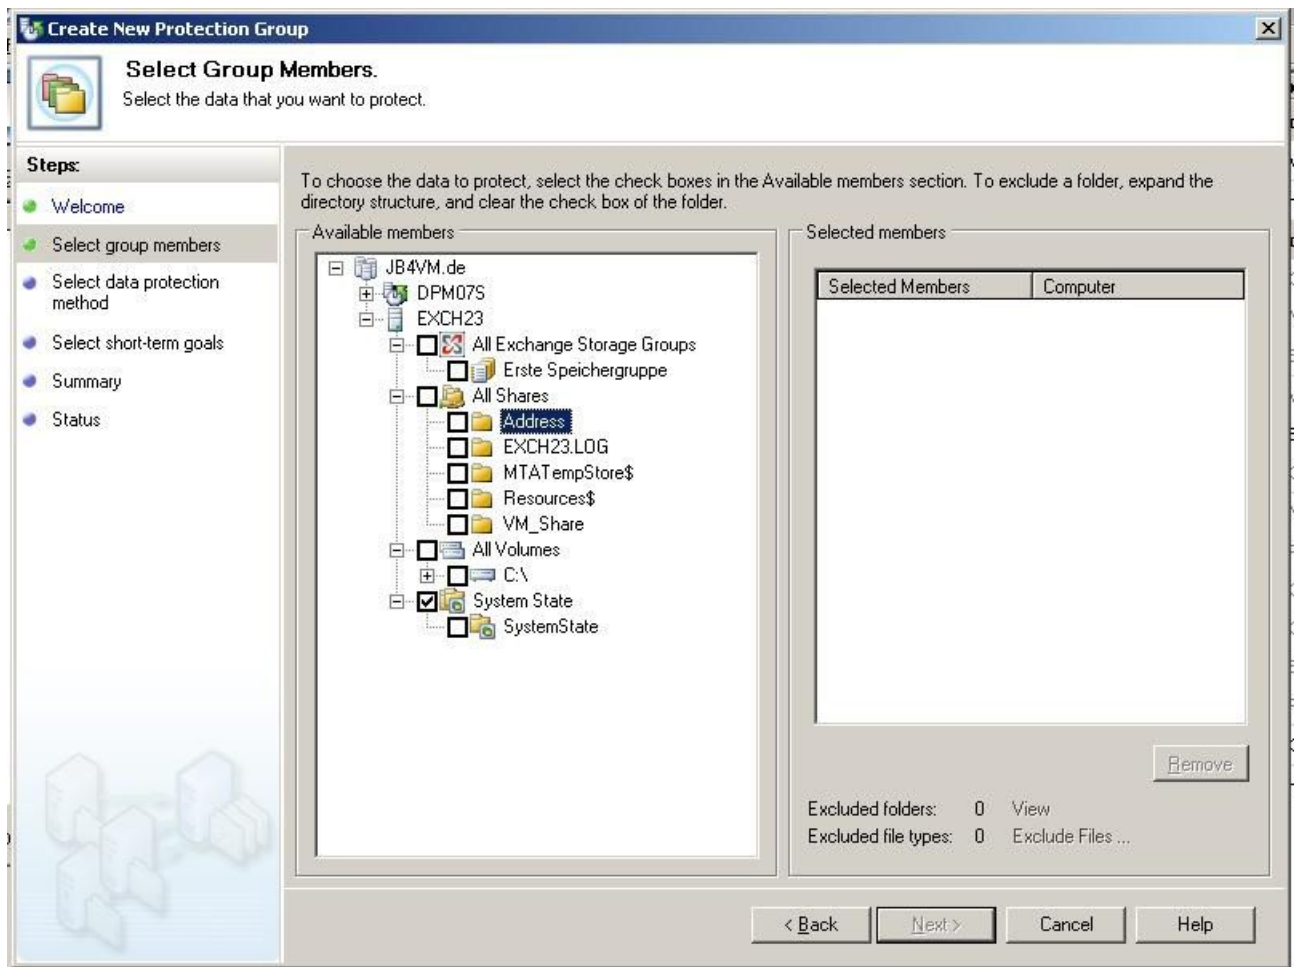 Create New Protection Group
Select Group Members.
Select the data that you want to protect.
Steps:
Welcome
Select group members
Select data protection
method
Select short-term goals
Summary
Status
To choose the data to protect, select the check boxes in the Available members section. To exclude a folder, expand the
directory structure, and clear the check box of the folder.
Available members
JB4VM.de
DPM07S
EXCH23
All Exchange Storage Groups
Erste Speichergruppe
All Shares
Address
EXCH23.LOG
MTATempStore$
Resources$
VM_Share
All Volumes
C:\
System State
SystemState
Selected members
Selected Members Computer
Remove
Excluded folders: 0 View
Excluded file types: 0 Exclude Files ...
< Back Next > Cancel Help